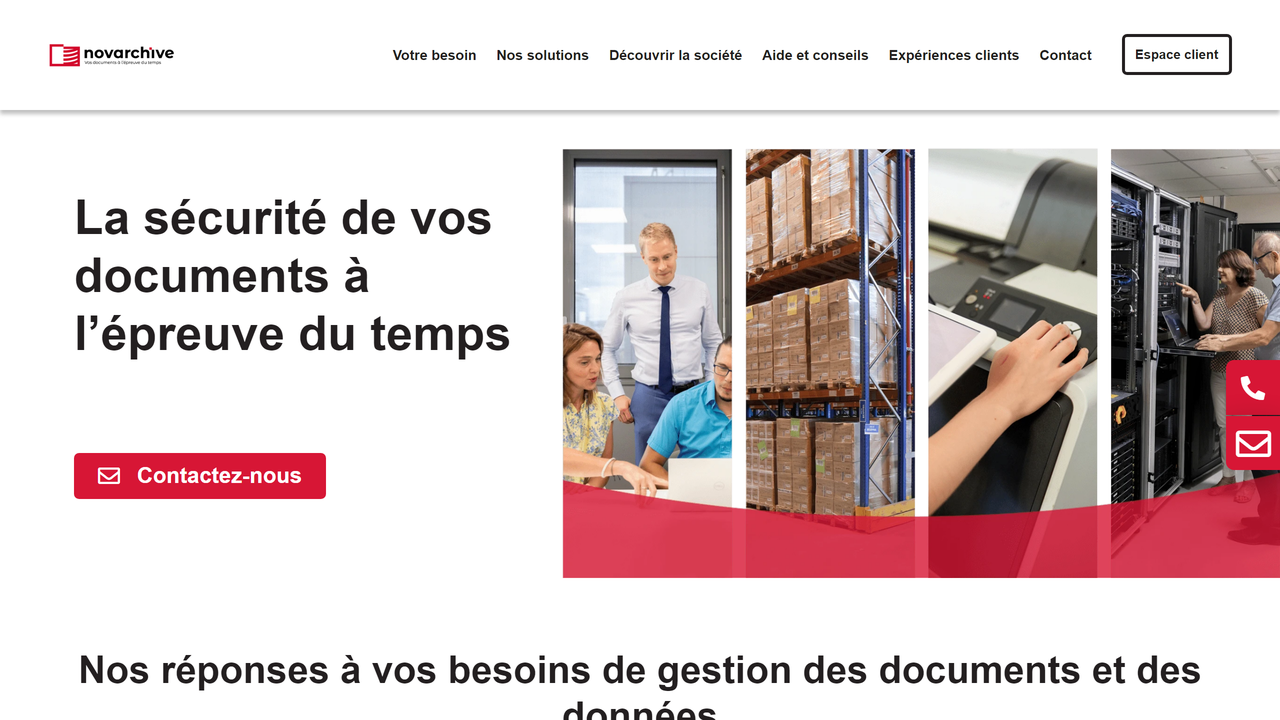 novarchive
Vos documents à l'épreuve du temps
Votre besoin
Nos solutions
Découvrir la société
Aide et conseils
Expériences clients
Contact
Espace client
La sécurité de vos
documents à
l’épreuve du temps
Contactez-nous
Nos réponses à vos besoins de gestion des documents et des
données